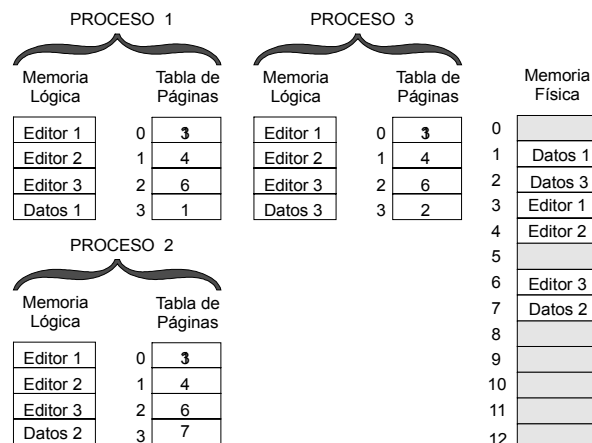 PROCESO 1
Memoria Lógica
Tabla de Páginas
Editor 1 0 3
Editor 2 1 4
Editor 3 2 6
Datos 1 3 1
PROCESO 3
Memoria Lógica
Tabla de Páginas
Editor 1 0 3
Editor 2 1 4
Editor 3 2 6
Datos 3 3 2
PROCESO 2
Memoria Lógica
Tabla de Páginas
Editor 1 0 3
Editor 2 1 4
Editor 3 2 6
Datos 2 3 7
Memoria Física
0
1 Datos 1
2 Datos 3
3 Editor 1
4 Editor 2
5
6 Editor 3
7 Datos 2
8
9
10
11
12